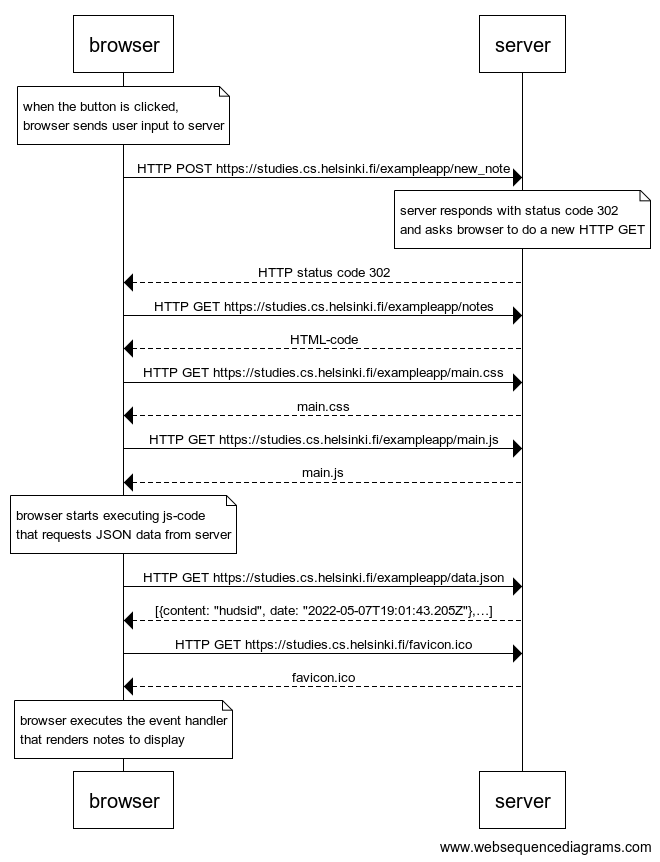 browser
server
when the button is clicked,
browser sends user input to server
HTTP POST https://studies.cs.helsinki.fi/exampleapp/new_note
server responds with status code 302
and asks browser to do a new HTTP GET
HTTP status code 302
HTTP GET https://studies.cs.helsinki.fi/exampleapp/notes
HTML-code
HTTP GET https://studies.cs.helsinki.fi/exampleapp/main.css
main.css
HTTP GET https://studies.cs.helsinki.fi/exampleapp/main.js
main.js
browser starts executing js-code
that requests JSON data from server
HTTP GET https://studies.cs.helsinki.fi/exampleapp/data.json
[{content: "hudsid", date: "2022-05-07T19:01:43.205Z"},…]
HTTP GET https://studies.cs.helsinki.fi/favicon.ico
favicon.ico
browser executes the event handler
that renders notes to display
browser
server
www.websequencediagrams.com